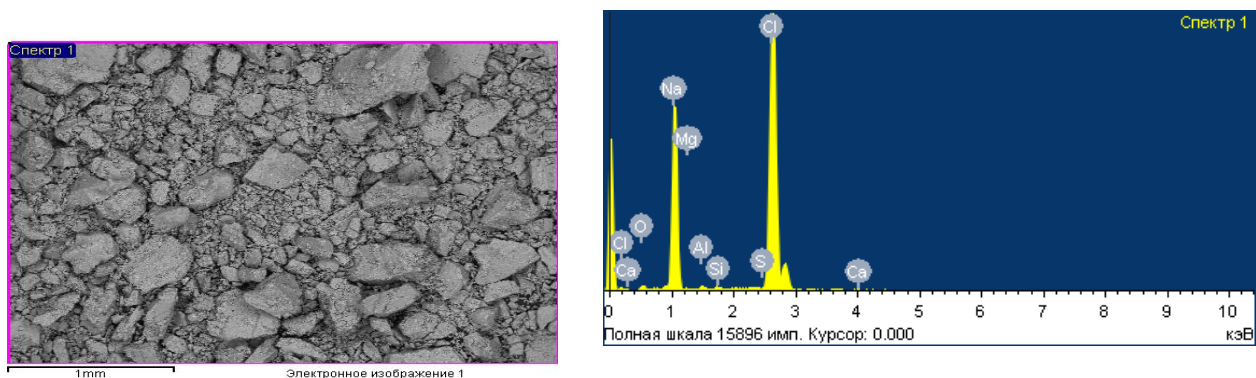 Спектр 1
1mm
Электронное изображение 1
Спектр 1
Cl
Na
Mg
O
Cl
Ca
Al
Si
S
Ca
0 1 2 3 4 5 6 7 8 9 10
Полная шкала 15896 имп. Курсор: 0.000 кэВ